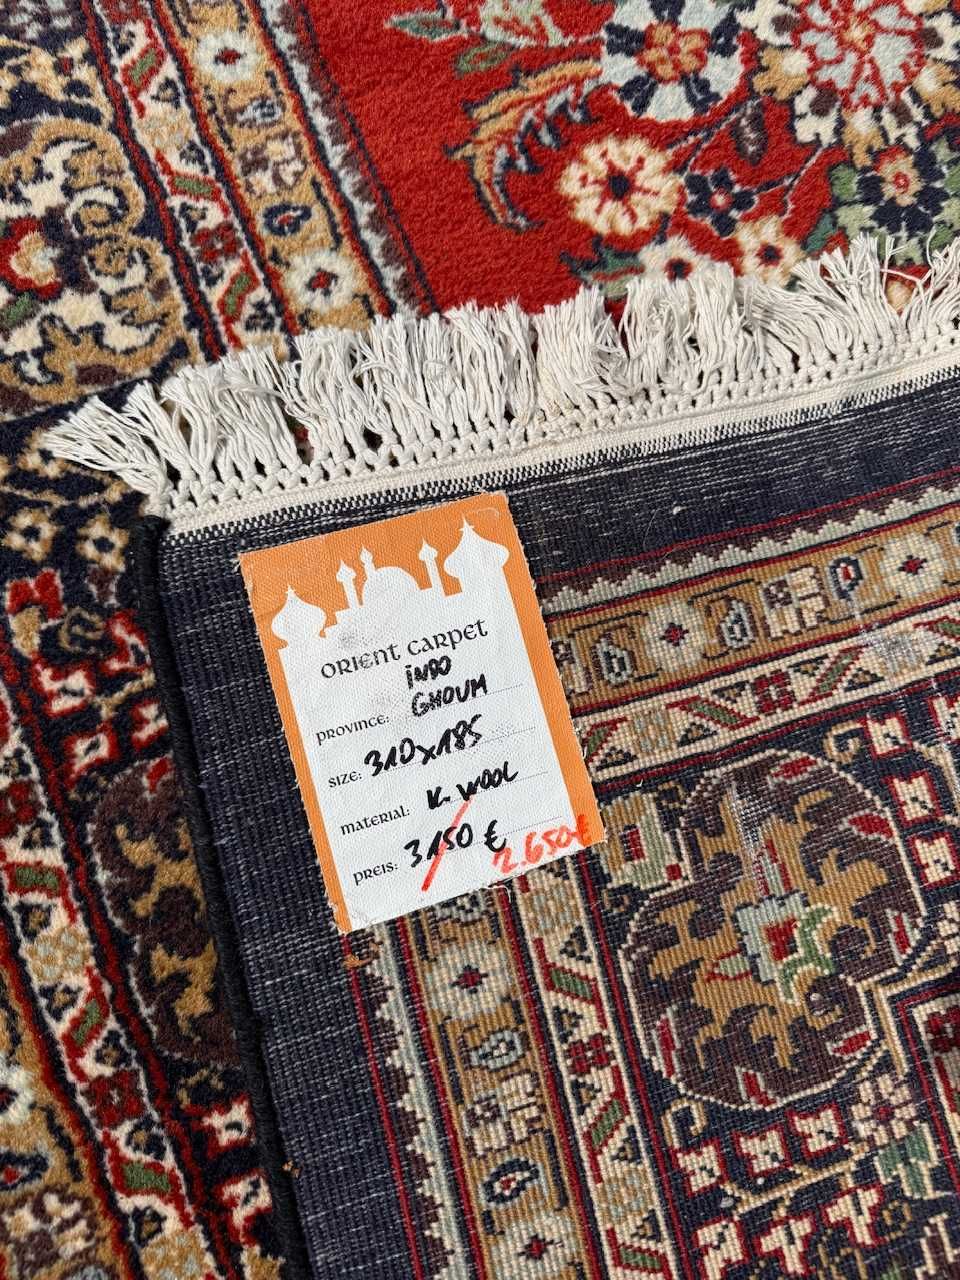 ORIENT CARPET
INDO
PROVINCE: GHOUM
SIZE: 310x185
MATERIAL: K. WOOL
PREIS: 3150 € 2.650€